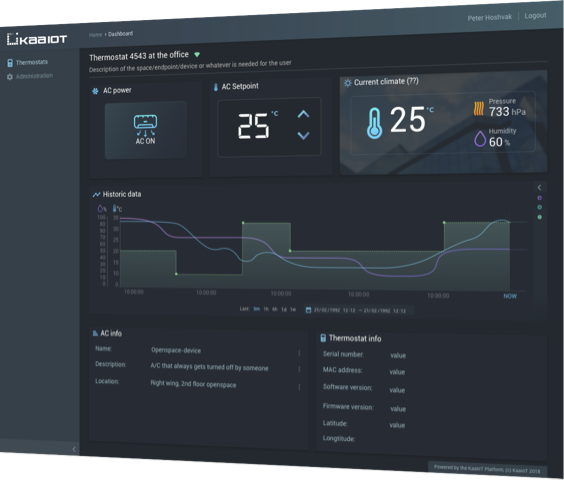 KaaIoT
Home • Dashboard
Peter Hoshvak | Logout
Thermostats
Administration
Thermostat 4543 at the office
Description of the space/endpoint/device or whatever is needed for the user
AC power
AC ON
AC Setpoint
25 °C
Current climate (??)
25 °C
Pressure
733 hPa
Humidity
60 %
Historic data
% °C
100
90
80
70
60
50
40
30
20
10
0
30
25
20
15
10
5
0
10:00:00 10:00:00 10:00:00 10:00:00 10:00:00 NOW
Last: 1h 1d 1w
21/02/1992 12:12 – 21/02/1992 12:12
AC info
Name: Openspace-device
Description: A/C that always gets turned off by someone
Location: Right wing, 2nd floor openspace
Thermostat info
Serial number: value
MAC address: value
Software version: value
Firmware version: value
Latitude: value
Longtitude:
Powered by the KaaIoT Platform, (c) KaaIoT 2018